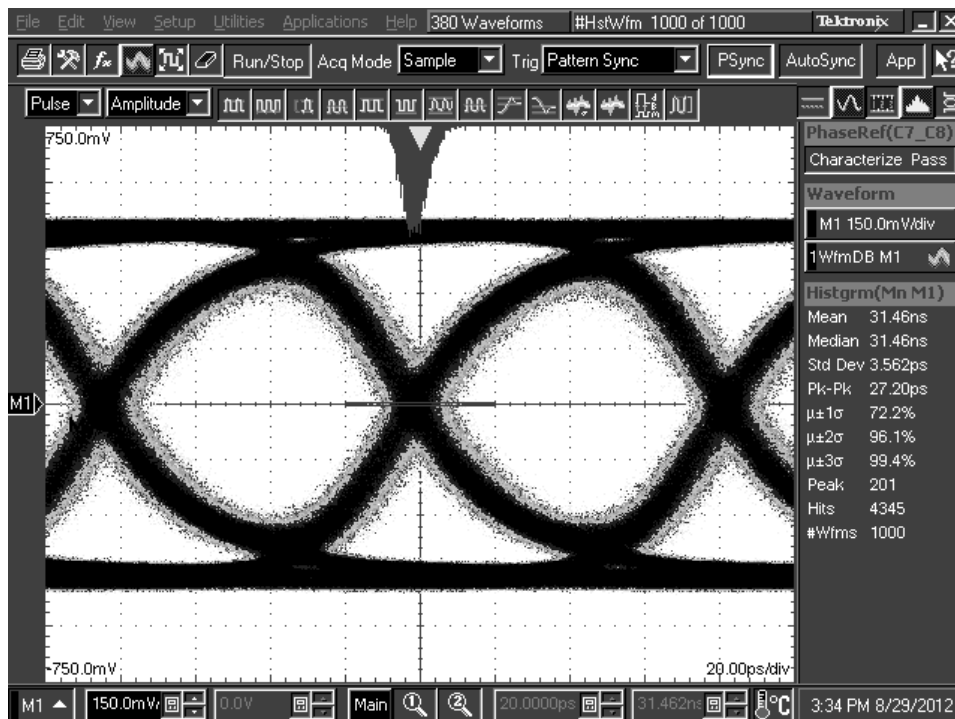 File Edit View Setup Utilities Applications Help 380 Waveforms #HstWfm 1000 of 1000 Tektronix
Run/Stop Acq Mode Sample Trig Pattern Sync PSync AutoSync App
Pulse Amplitude
750.0mV
PhaseRef(C7_C8)
Characterize Pass
Waveform
M1 150.0mV/div
1WfmDB M1
Histgrm(Mn M1)
Mean 31.46ns
Median 31.46ns
Std Dev 3.562ps
Pk-Pk 27.20ps
M1
μ±1σ 72.2%
μ±2σ 96.1%
μ±3σ 99.4%
Peak 201
Hits 4345
#Wfms 1000
-750.0mV 20.00ps/div
M1 150.0mV/ 0.0V Main 1 2 20.0000ps 31.462ns °C 3:34 PM 8/29/2012